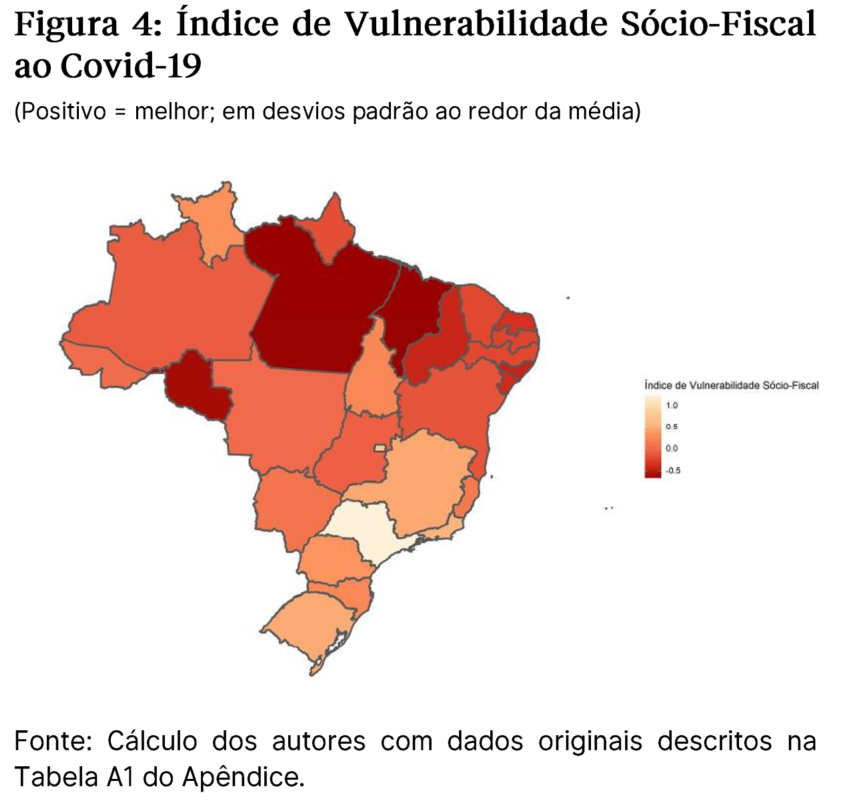 Figura 4: Índice de Vulnerabilidade Sócio-Fiscal
ao Covid-19
(Positivo = melhor; em desvios padrão ao redor da média)
Índice de Vulnerabilidade Sócio-Fiscal
1.0
0.5
0.0
-0.5
Fonte: Cálculo dos autores com dados originais descritos na
Tabela A1 do Apêndice.